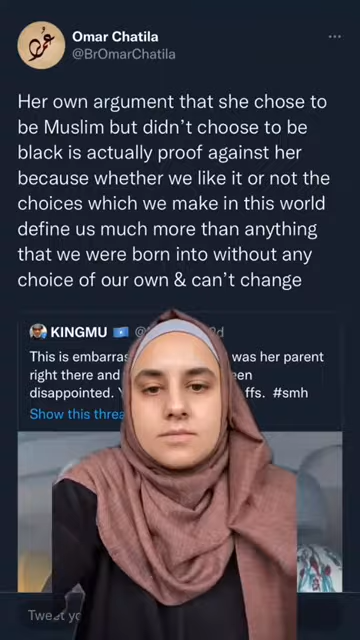 عُمَر
Omar Chatila
@BrOmarChatila
Her own argument that she chose to
be Muslim but didn’t choose to be
black is actually proof against her
because whether we like it or not the
choices which we make in this world
define us much more than anything
that we were born into without any
choice of our own & can’t change
KINGMU
This is was her parent
right there and
disappointed. ffs. #smh
Show this